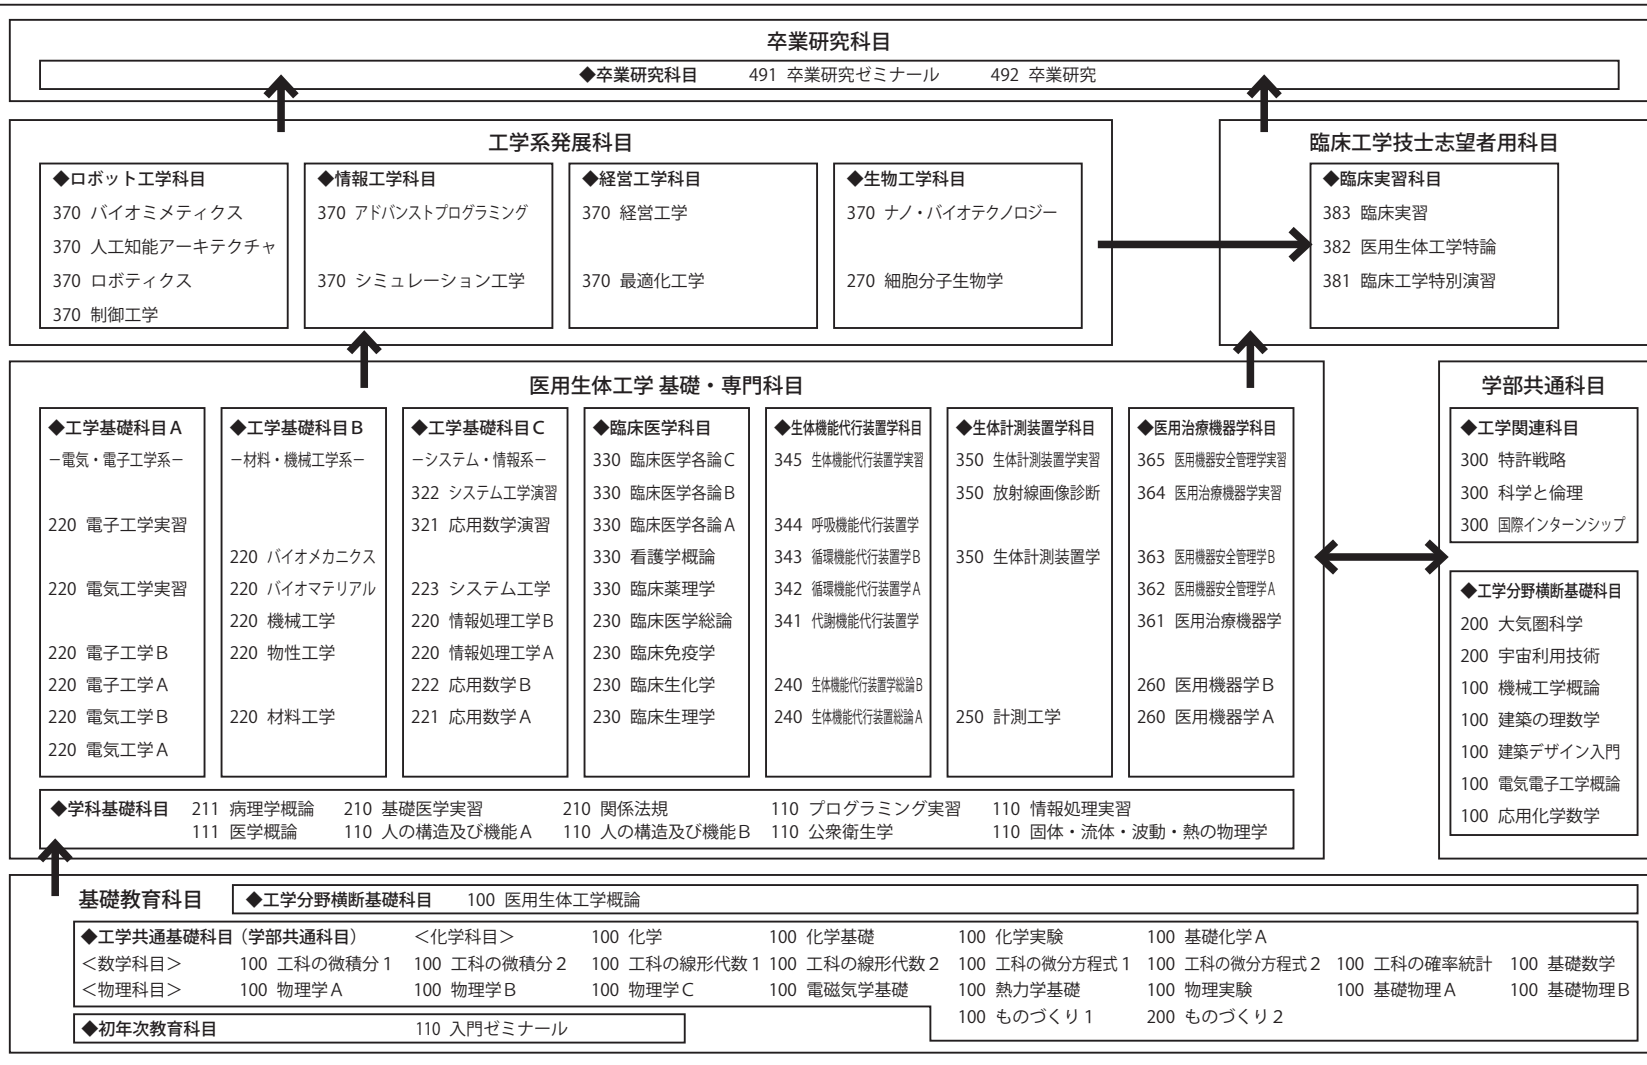 卒業研究科目
◆卒業研究科目 491 卒業研究ゼミナール 492 卒業研究
工学系発展科目
◆ロボット工学科目
370 バイオミメティクス
370 人工知能アーキテクチャ
370 ロボティクス
370 制御工学
◆情報工学科目
370 アドバンストプログラミング
370 シミュレーション工学
◆経営工学科目
370 経営工学
370 最適化工学
◆生物工学科目
370 ナノ・バイオテクノロジー
270 細胞分子生物学
臨床工学技士志望者用科目
◆臨床実習科目
383 臨床実習
382 医用生体工学特論
381 臨床工学特別演習
医用生体工学 基礎・専門科目
◆工学基礎科目A
－電気・電子工学系－
220 電子工学実習
220 電気工学実習
220 電子工学B
220 電子工学A
220 電気工学B
220 電気工学A
◆工学基礎科目B
－材料・機械工学系－
220 バイオメカニクス
220 バイオマテリアル
220 機械工学
220 物性工学
220 材料工学
◆工学基礎科目C
－システム・情報系－
322 システム工学演習
321 応用数学演習
223 システム工学
220 情報処理工学B
220 情報処理工学A
222 応用数学B
221 応用数学A
◆臨床医学科目
330 臨床医学各論C
330 臨床医学各論B
330 臨床医学各論A
330 看護学概論
330 臨床薬理学
230 臨床医学総論
230 臨床免疫学
230 臨床生化学
230 臨床生理学
◆生体機能代行装置学科目
345 生体機能代行装置学実習
344 呼吸機能代行装置学
343 循環機能代行装置学B
342 循環機能代行装置学A
341 代謝機能代行装置学
240 生体機能代行装置学総論B
240 生体機能代行装置総論A
◆生体計測装置学科目
350 生体計測装置学実習
350 放射線画像診断
350 生体計測装置学
250 計測工学
◆医用治療機器学科目
365 医用機器安全管理学実習
364 医用治療機器学実習
363 医用機器安全管理学B
362 医用機器安全管理学A
361 医用治療機器学
260 医用機器学B
260 医用機器学A
◆学科基礎科目 211 病理学概論 210 基礎医学実習 210 関係法規 110 プログラミング実習 110 情報処理実習
111 医学概論 110 人の構造及び機能A 110 人の構造及び機能B 110 公衆衛生学 110 固体・流体・波動・熱の物理学
学部共通科目
◆工学関連科目
300 特許戦略
300 科学と倫理
300 国際インターンシップ
◆工学分野横断基礎科目
200 大気圏科学
200 宇宙利用技術
100 機械工学概論
100 建築の理数学
100 建築デザイン入門
100 電気電子工学概論
100 応用化学数学
基礎教育科目 ◆工学分野横断基礎科目 100 医用生体工学概論
◆工学共通基礎科目（学部共通科目） ＜化学科目＞ 100 化学 100 化学基礎 100 化学実験 100 基礎化学A
＜数学科目＞ 100 工科の微積分1 100 工科の微積分2 100 工科の線形代数1 100 工科の線形代数2 100 工科の微分方程式1 100 工科の微分方程式2 100 工科の確率統計 100 基礎数学
＜物理科目＞ 100 物理学A 100 物理学B 100 物理学C 100 電磁気学基礎 100 熱力学基礎 100 物理実験 100 基礎物理A 100 基礎物理B
100 ものづくり1 200 ものづくり2
◆初年次教育科目 110 入門ゼミナール